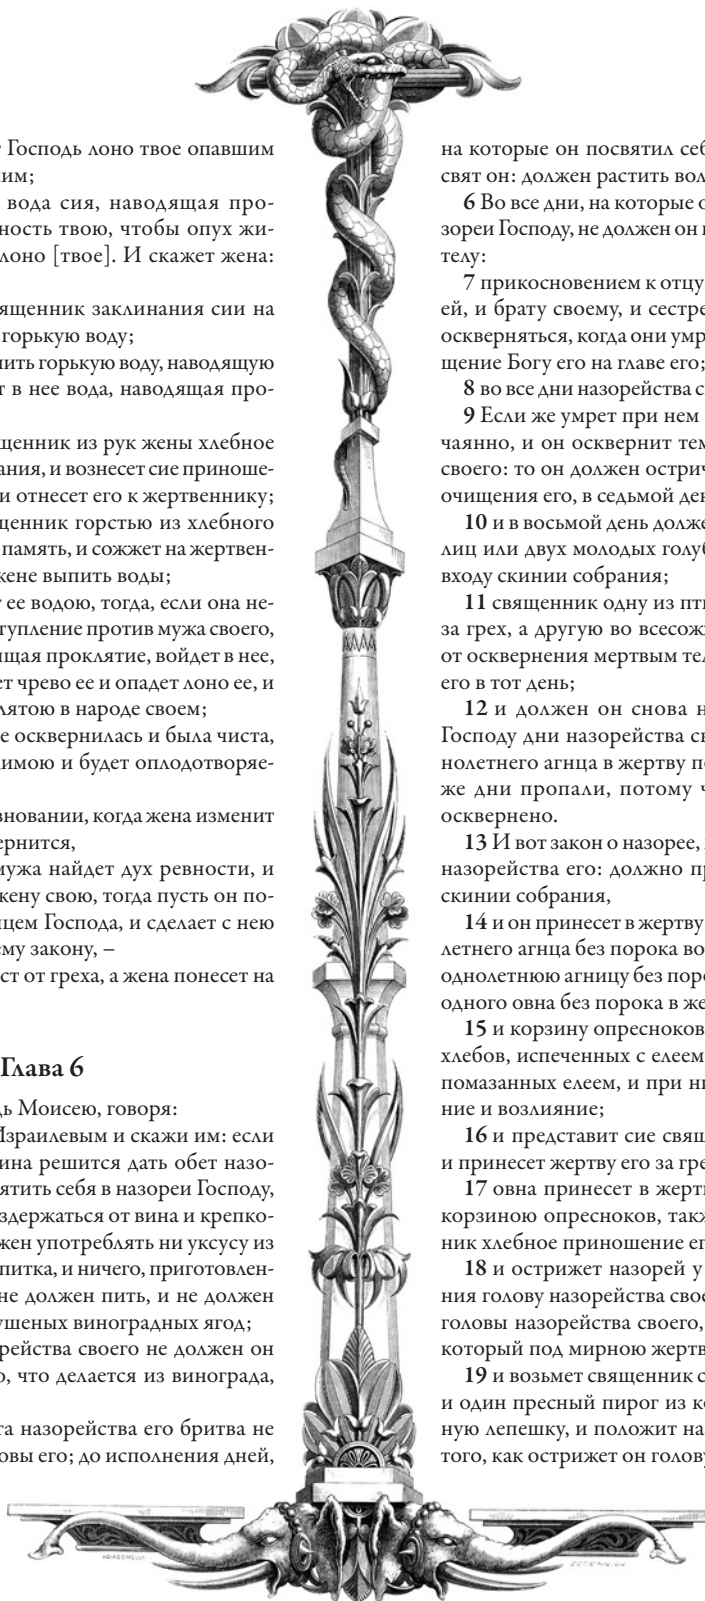 Господь лоно твое опавшим
им;
вода сия, наводящая про-
ность твою, чтобы опух жи-
лоно [твое]. И скажет жена:
ященник заклинания сии на
горькую воду;
пить горькую воду, наводящую
т в нее вода, наводящая про-
щенник из рук жены хлебное
ания, и вознесет сие приноше-
и отнесет его к жертвеннику;
щенник горстью из хлебного
память, и сожжет на жертвен-
жене выпить воды;
т ее водою, тогда, если она не-
тупление против мужа своего,
ящая проклятие, войдет в нее,
ет чрево ее и опадет лоно ее, и
лятою в народе своем;
е осквернилась и была чиста,
димою и будет оплодотворяе-
вновании, когда жена изменит
ернится,
мужа найдет дух ревности, и
жену свою, тогда пусть он по-
ицем Господа, и сделает с нею
ему закону, –
ст от греха, а жена понесет на
Глава 6
дь Моисею, говоря:
Израилевым и скажи им: если
ина решится дать обет назо-
ятить себя в назореи Господу,
здержаться от вина и крепко-
жен употреблять ни уксусу из
питка, и ничего, приготовлен-
не должен пить, и не должен
ушеных виноградных ягод;
рейства своего не должен он
о, что делается из винограда,
та назорейства его бритва не
овы его; до исполнения дней,
на которые он посвятил себ
свят он: должен растить вол
6 Во все дни, на которые о
зореи Господу, не должен он
телу:
7 прикосновением к отцу
ей, и брату своему, и сестре
оскверняться, когда они умр
щение Богу его на главе его;
8 во все дни назорейства с
9 Если же умрет при нем
чаянно, и он осквернит тем
своего: то он должен острич
очищения его, в седьмой ден
10 и в восьмой день долже
лиц или двух молодых голуб
входу скинии собрания;
11 священник одну из пти
за грех, а другую во всесож
от осквернения мертвым тел
его в тот день;
12 и должен он снова н
Господу дни назорейства св
нолетнего агнца в жертву по
же дни пропали, потому ч
осквернено.
13 И вот закон о назорее,
назорейства его: должно пр
скинии собрания,
14 и он принесет в жертву
летнего агнца без порока во
однолетнюю агницу без поро
одного овна без порока в же
15 и корзину опресноков
хлебов, испеченных с елеем
помазанных елеем, и при ни
ние и возлияние;
16 и представит сие свящ
и принесет жертву его за гре
17 овна принесет в жертв
корзиною опресноков, такж
ник хлебное приношение ег
18 и острижет назорей у
ния голову назорейства свое
головы назорейства своего,
который под мирною жертв
19 и возьмет священник с
и один пресный пирог из ко
ную лепешку, и положит на
того, как острижет он голов